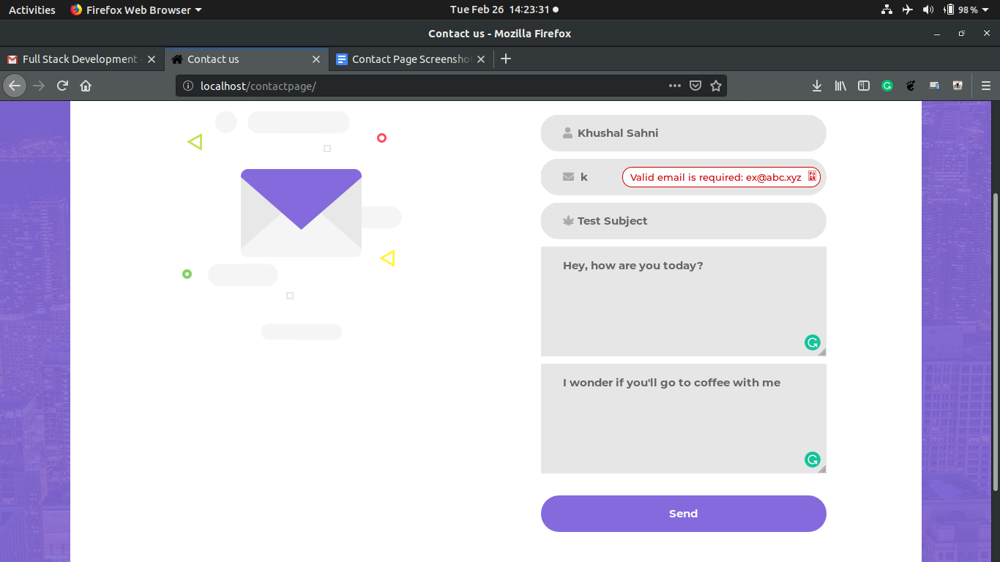 Activities
Firefox Web Browser
Tue Feb 26 14:23:31
98%
Contact us - Mozilla Firefox
Full Stack Development -
Contact us
Contact Page Screenshot
localhost/contactpage/
Khushal Sahni
k
Valid email is required: ex@abc.xyz
Test Subject
Hey, how are you today?
I wonder if you'll go to coffee with me
Send